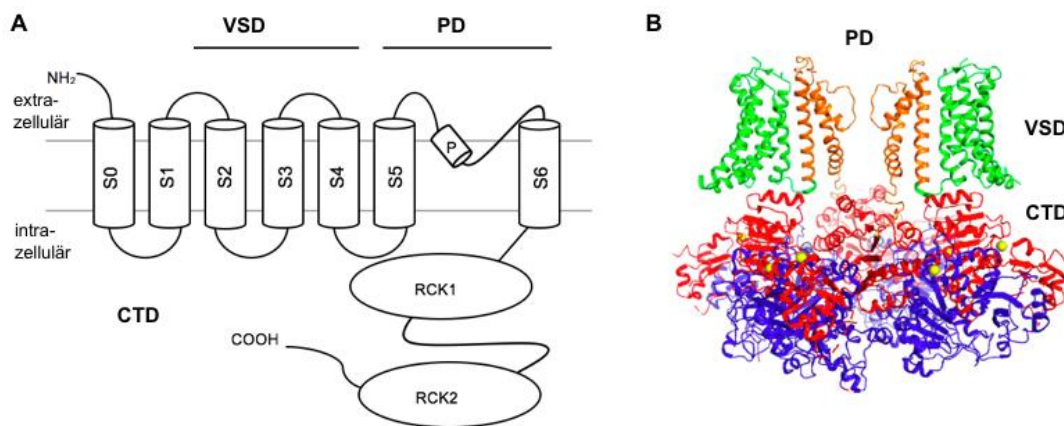 A
VSD
PD
NH₂
extra-
zellulär
S0
S1
S2
S3
S4
S5
P
S6
intra-
zellulär
CTD
RCK1
COOH
RCK2
B
PD
VSD
CTD